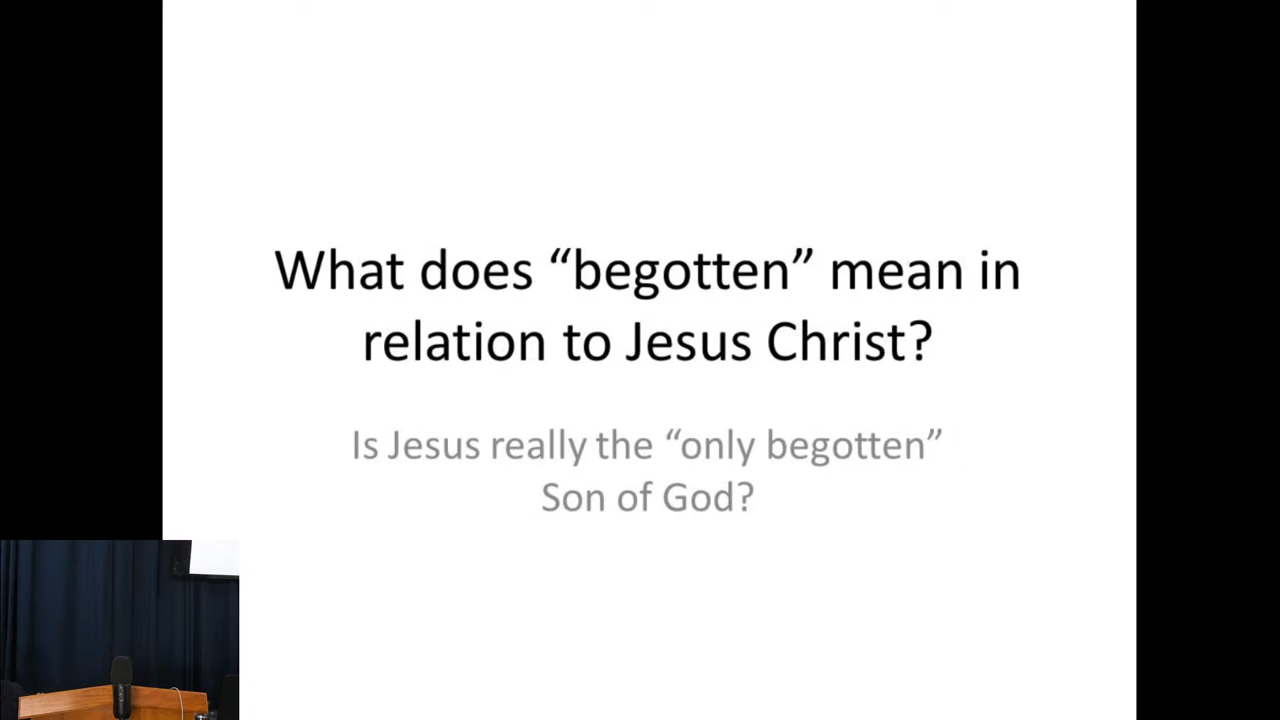 What does “begotten” mean in
relation to Jesus Christ?
Is Jesus really the “only begotten”
Son of God?